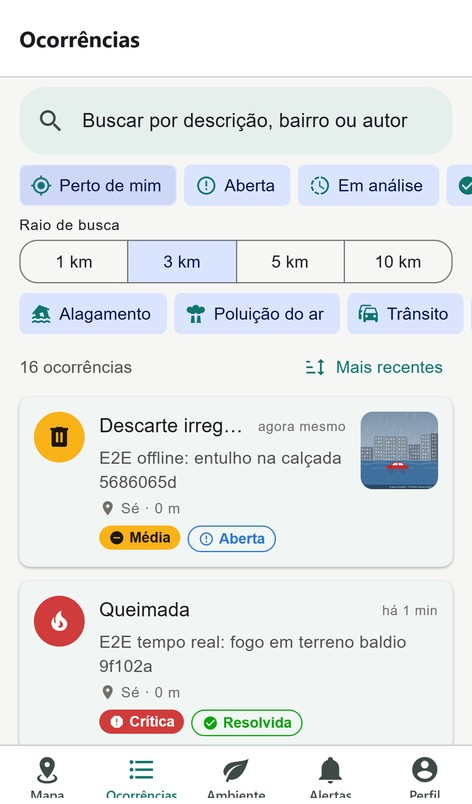 Ocorrências
Buscar por descrição, bairro ou autor
Perto de mim
Aberta
Em análise
Raio de busca
1 km
3 km
5 km
10 km
Alagamento
Poluição do ar
Trânsito
16 ocorrências
Mais recentes
Descarte irreg...
agora mesmo
E2E offline: entulho na calçada
5686065d
Sé · 0 m
Média
Aberta
Queimada
há 1 min
E2E tempo real: fogo em terreno baldio
9f102a
Sé · 0 m
Crítica
Resolvida
Mapa
Ocorrências
Ambiente
Alertas
Perfil